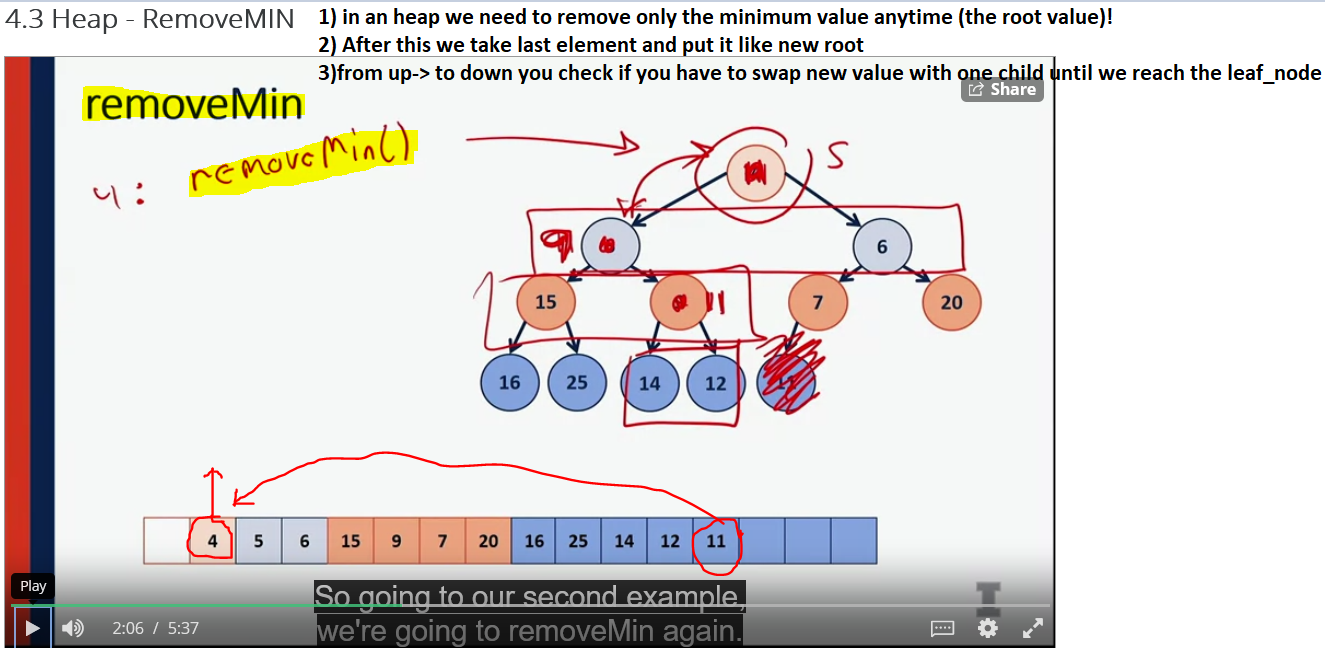 4.3 Heap - RemoveMIN
1) in an heap we need to remove only the minimum value anytime (the root value)!
2) After this we take last element and put it like new root
3)from up-> to down you check if you have to swap new value with one child until we reach the leaf_node
Share
removeMin
4: removeMin()
5
9
6
15
11
7
20
16
25
14
12
4 5 6 15 9 7 20 16 25 14 12 11
Play
So going to our second example,
we're going to removeMin again.
2:06 / 5:37